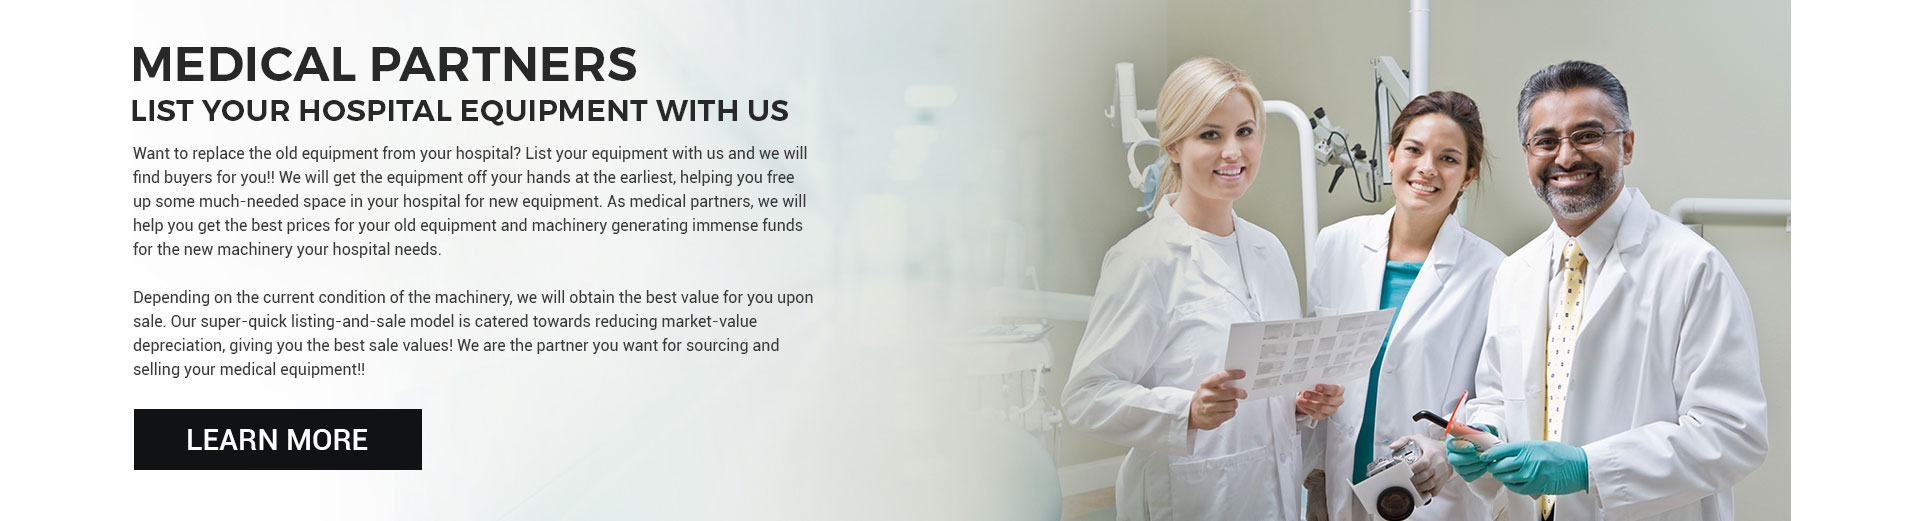 MEDICAL PARTNERS
LIST YOUR HOSPITAL EQUIPMENT WITH US
Want to replace the old equipment from your hospital? List your equipment with us and we will
find buyers for you!! We will get the equipment off your hands at the earliest, helping you free
up some much-needed space in your hospital for new equipment. As medical partners, we will
help you get the best prices for your old equipment and machinery generating immense funds
for the new machinery your hospital needs.
Depending on the current condition of the machinery, we will obtain the best value for you upon
sale. Our super-quick listing-and-sale model is catered towards reducing market-value
depreciation, giving you the best sale values! We are the partner you want for sourcing and
selling your medical equipment!!
LEARN MORE